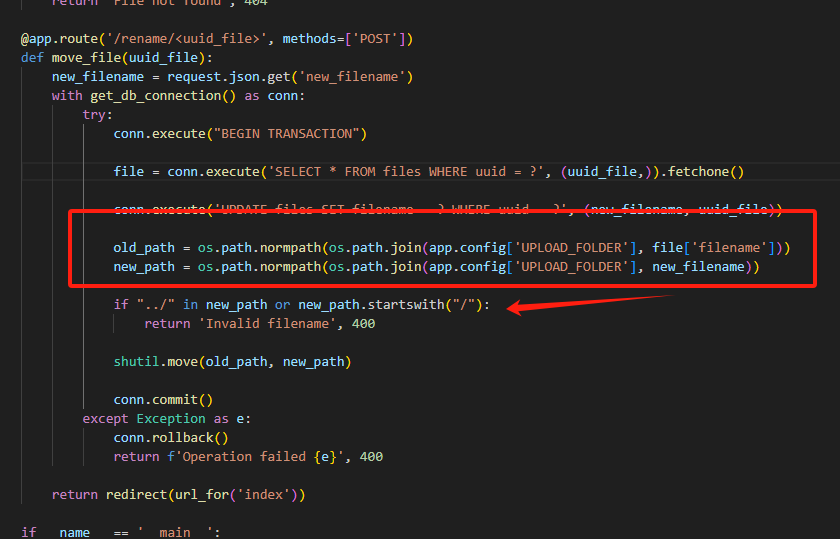 return 'File not found', 404
@app.route('/rename/<uuid_file>', methods=['POST'])
def move_file(uuid_file):
    new_filename = request.json.get('new_filename')
    with get_db_connection() as conn:
        try:
            conn.execute("BEGIN TRANSACTION")
            file = conn.execute('SELECT * FROM files WHERE uuid = ?', (uuid_file,)).fetchone()
            conn.execute('UPDATE files SET filename = ? WHERE uuid = ?', (new_filename, uuid_file))
            old_path = os.path.normpath(os.path.join(app.config['UPLOAD_FOLDER'], file['filename']))
            new_path = os.path.normpath(os.path.join(app.config['UPLOAD_FOLDER'], new_filename))
            if "../" in new_path or new_path.startswith("/"):
                return 'Invalid filename', 400
            shutil.move(old_path, new_path)
            conn.commit()
        except Exception as e:
            conn.rollback()
            return f'Operation failed {e}', 400
    return redirect(url_for('index'))
if __name__ == '__main__':